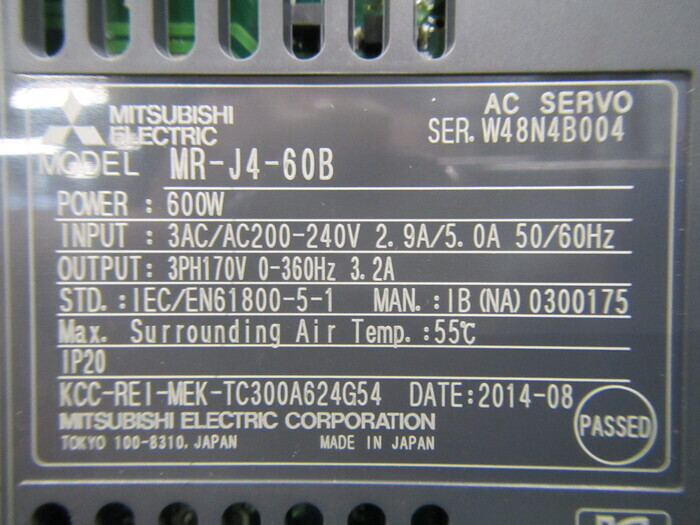 MITSUBISHI ELECTRIC
AC SERVO
SER. W48N4B004
MODEL MR-J4-60B
POWER : 600W
INPUT : 3AC/AC200-240V 2.9A/5.0A 50/60Hz
OUTPUT: 3PH170V 0-360Hz 3.2A
STD.: IEC/EN61800-5-1 MAN.: IB(NA)0300175
Max. Surrounding Air Temp.:55℃
IP20
KCC-REI-MEK-TC300A624G54 DATE:2014-08
MITSUBISHI ELECTRIC CORPORATION
TOKYO 100-8310, JAPAN MADE IN JAPAN
PASSED